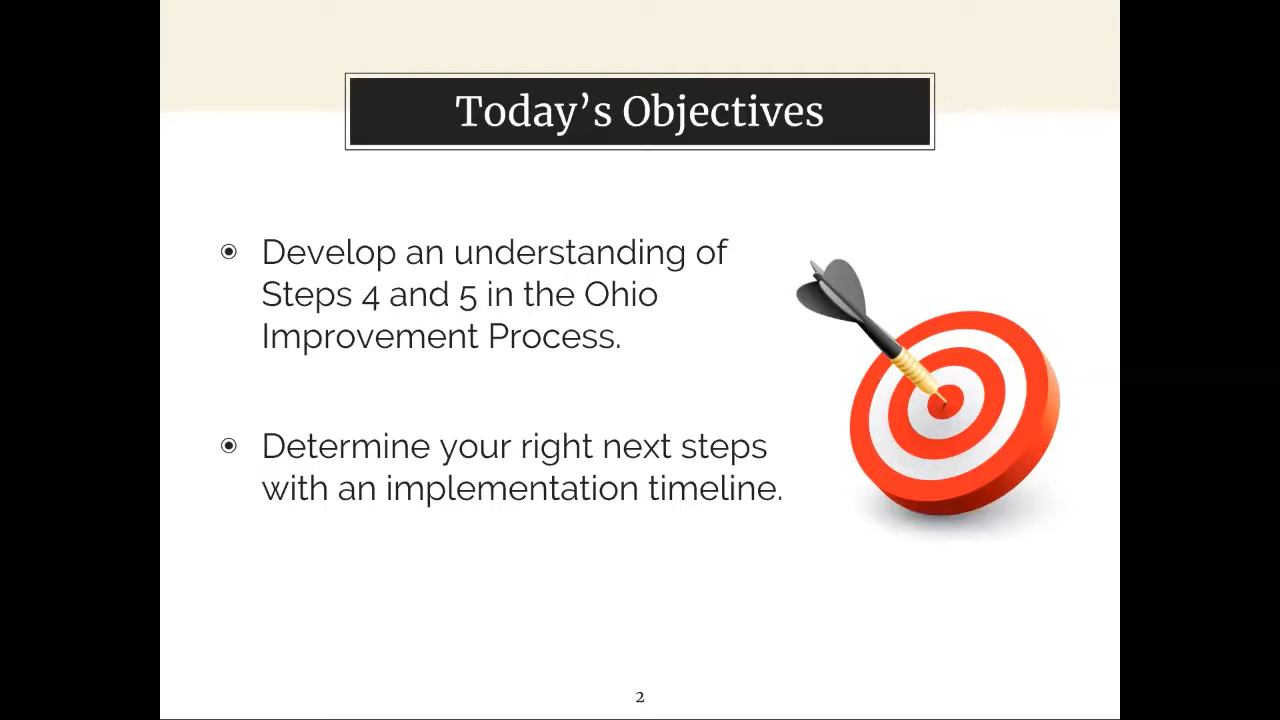 Today’s Objectives
Develop an understanding of
Steps 4 and 5 in the Ohio
Improvement Process.
Determine your right next steps
with an implementation timeline.
2